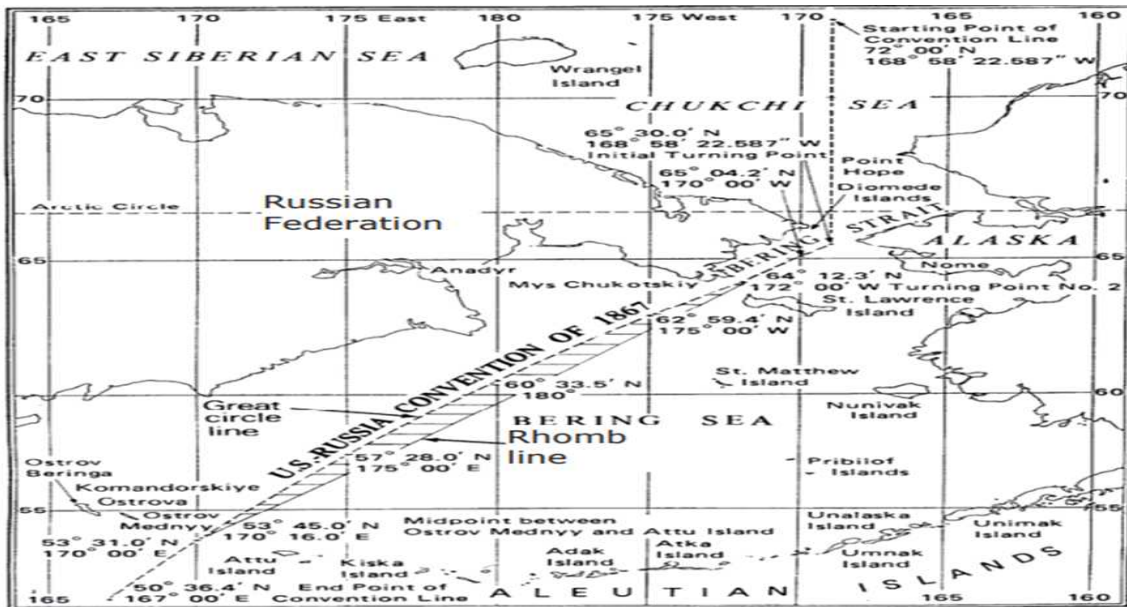 165 170 175 East 180 175 West 170 165 160
Starting Point of
Convention Line
72° 00' N
168° 58' 22.587" W
EAST SIBERIAN SEA
Wrangel
Island
70
CHUKCHI SEA
70
65° 30.0' N
168° 58' 22.587" W
Initial Turning Point
65° 04.2' N
170° 00' W
Point
Hope
Diomede
Islands
Russian
Federation
Arctic Circle
BERING STRAIT
ALASKA
65
65
Anadyr
Mys Chukotskiy
Nome
64° 12.3' N
172° 00' W Turning Point No. 2
St. Lawrence
Island
62° 59.4' N
175° 00' W
U.S.-RUSSIA CONVENTION OF 1867
St. Matthew
Island
60° 33.5' N
180°
60
Great
circle
line
BERING SEA
Nunivak
Island
Rhomb
line
57° 28.0' N
175° 00' E
Ostrov
Beringa
Pribilof
Islands
Komandorskiye
Ostrova
Ostrov
Mednyy
55
55
53° 45.0' N
170° 16.0' E
Midpoint between
Ostrov Mednyy and Attu Island
Unalaska
Island
Unimak
Island
53° 31.0' N
170° 00' E
Attu
Island
Kiska
Island
Adak
Island
Atka
Island
Umnak
Island
50° 36.4' N End Point of
167° 00' E Convention Line
ALEUTIAN ISLANDS
165 170 175 180 175 170 165 160